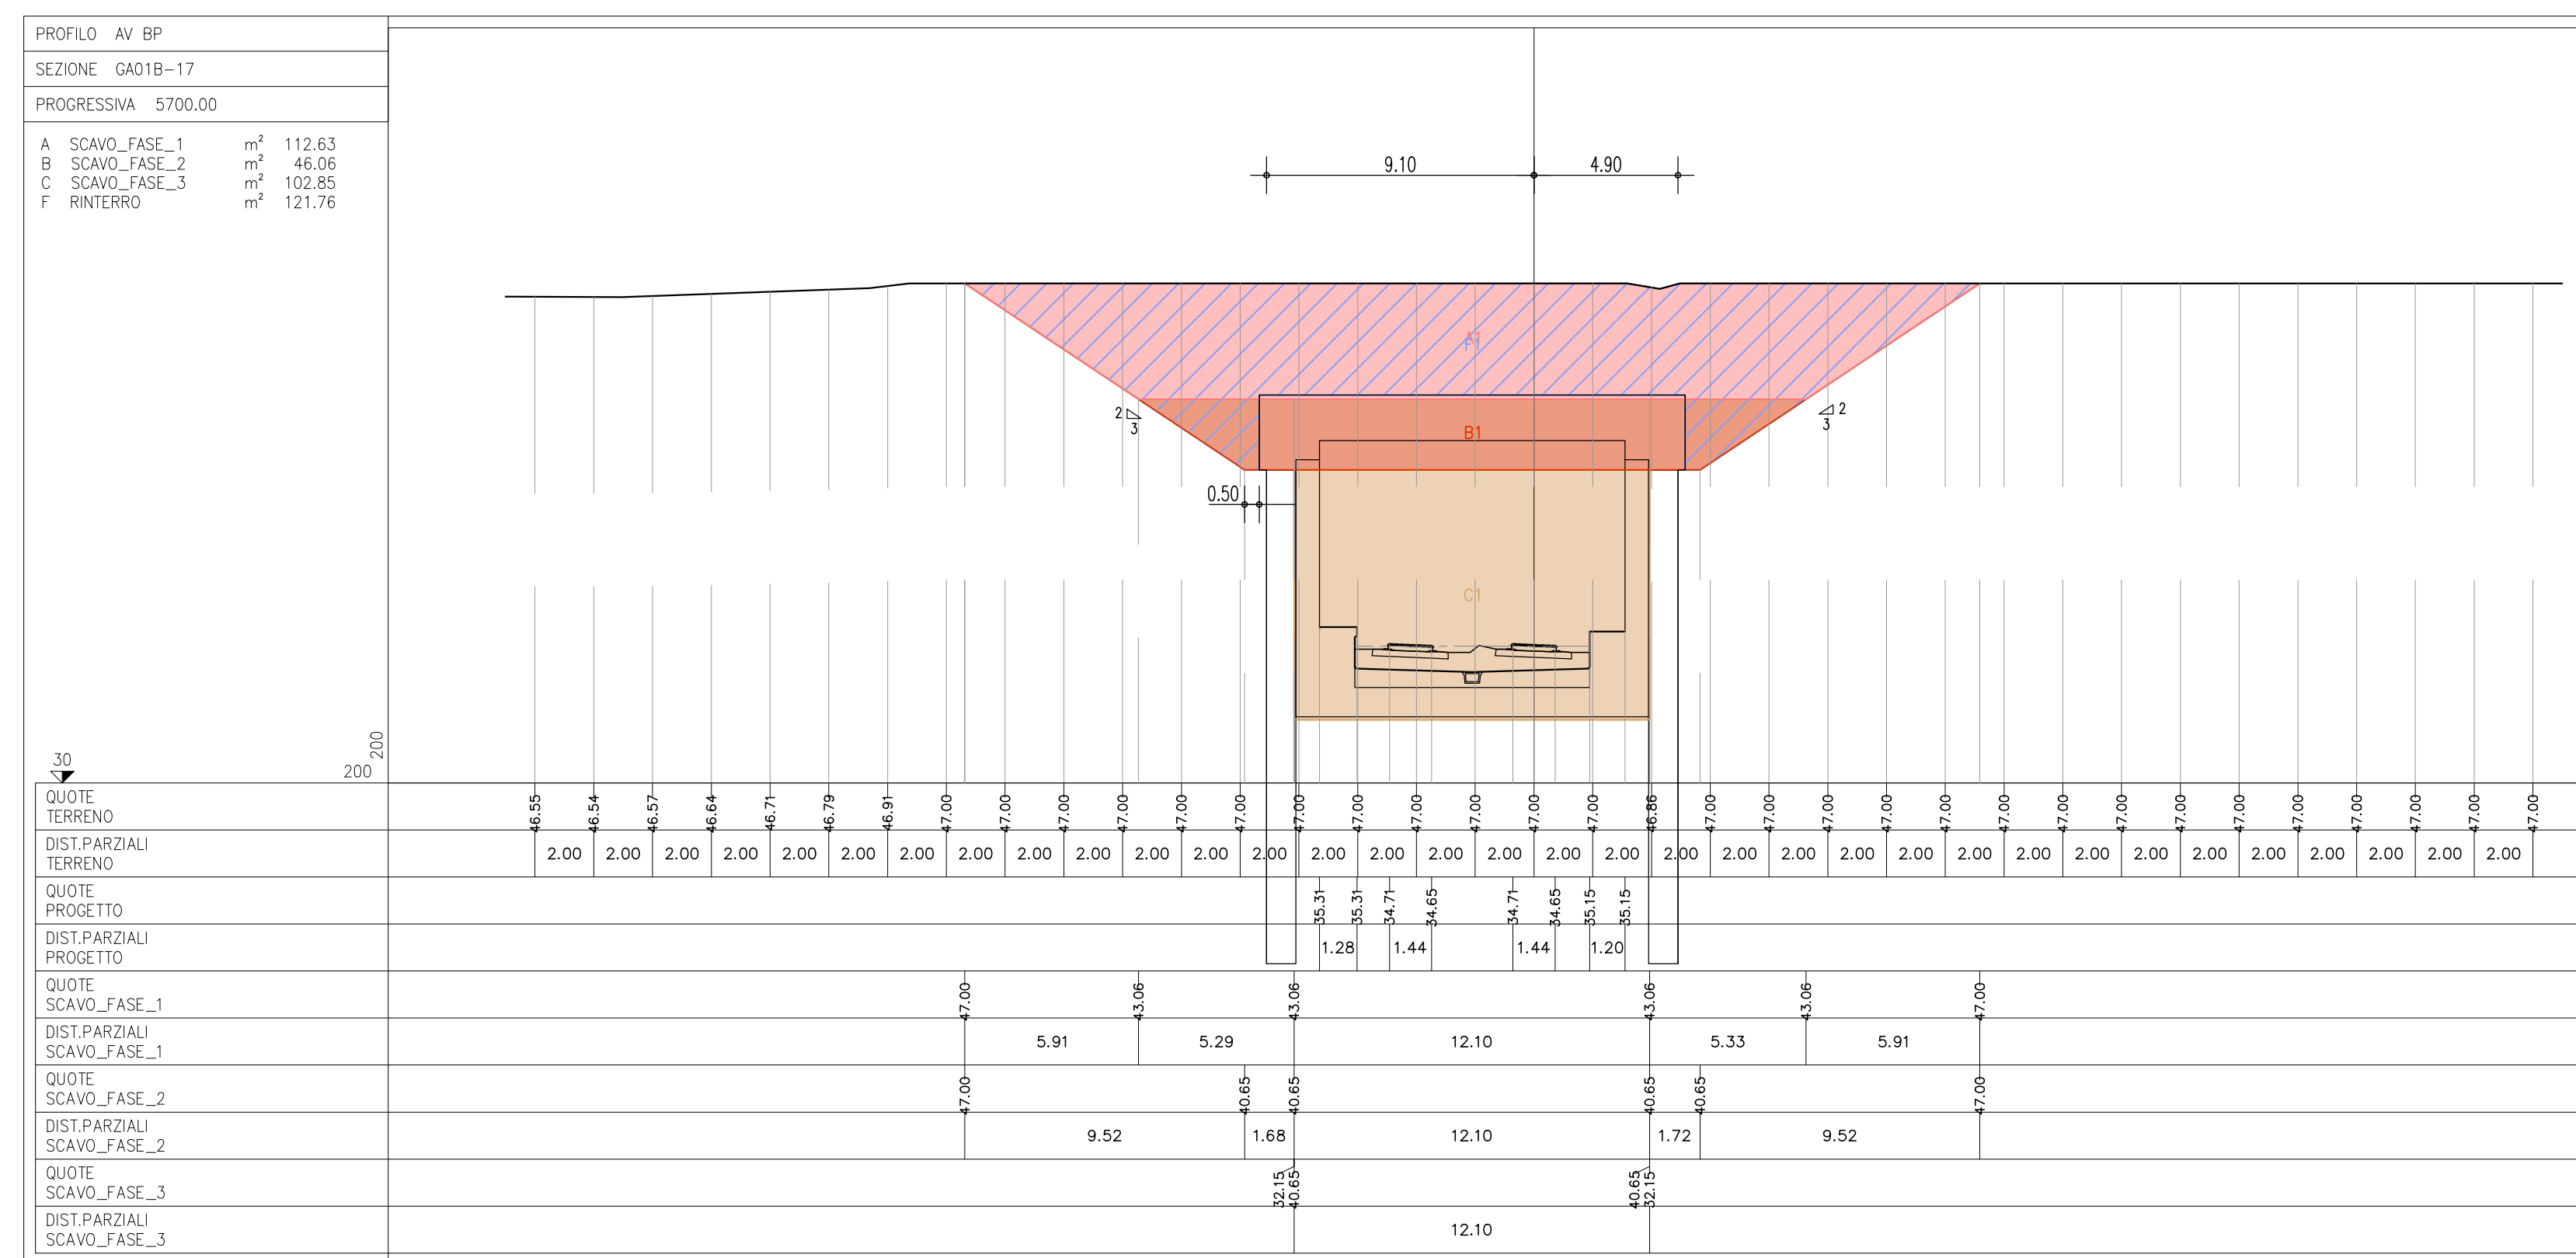 PROFILO AV BP
SEZIONE GA01B-17
PROGRESSIVA 5700.00
A SCAVO_FASE_1 m² 112.63
B SCAVO_FASE_2 m² 46.06
C SCAVO_FASE_3 m² 102.85
F RINTERRO m² 121.76
9.10 4.90
A1
F1
2
3
2
3
B1
0.50
C1
30
200
200
QUOTE
TERRENO
46.55 46.54 46.57 46.64 46.71 46.79 46.91 47.00 47.00 47.00 47.00 47.00 47.00 47.00 47.00 47.00 47.00 47.00 47.00 46.86 47.00 47.00 47.00 47.00 47.00 47.00 47.00 47.00 47.00 47.00 47.00 47.00 47.00 47.00 47.00
DIST.PARZIALI
TERRENO
2.00 2.00 2.00 2.00 2.00 2.00 2.00 2.00 2.00 2.00 2.00 2.00 2.00 2.00 2.00 2.00 2.00 2.00 2.00 2.00 2.00 2.00 2.00 2.00 2.00 2.00 2.00 2.00 2.00 2.00 2.00 2.00 2.00 2.00
QUOTE
PROGETTO
35.31 35.31 34.71 34.65 34.71 34.65 35.15 35.15
DIST.PARZIALI
PROGETTO
1.28 1.44 1.44 1.20
QUOTE
SCAVO_FASE_1
47.00 43.06 43.06 43.06 43.06 47.00
DIST.PARZIALI
SCAVO_FASE_1
5.91 5.29 12.10 5.33 5.91
QUOTE
SCAVO_FASE_2
47.00 40.65 40.65 40.65 40.65 47.00
DIST.PARZIALI
SCAVO_FASE_2
9.52 1.68 12.10 1.72 9.52
QUOTE
SCAVO_FASE_3
32.15 40.65 40.65 32.15
DIST.PARZIALI
SCAVO_FASE_3
12.10